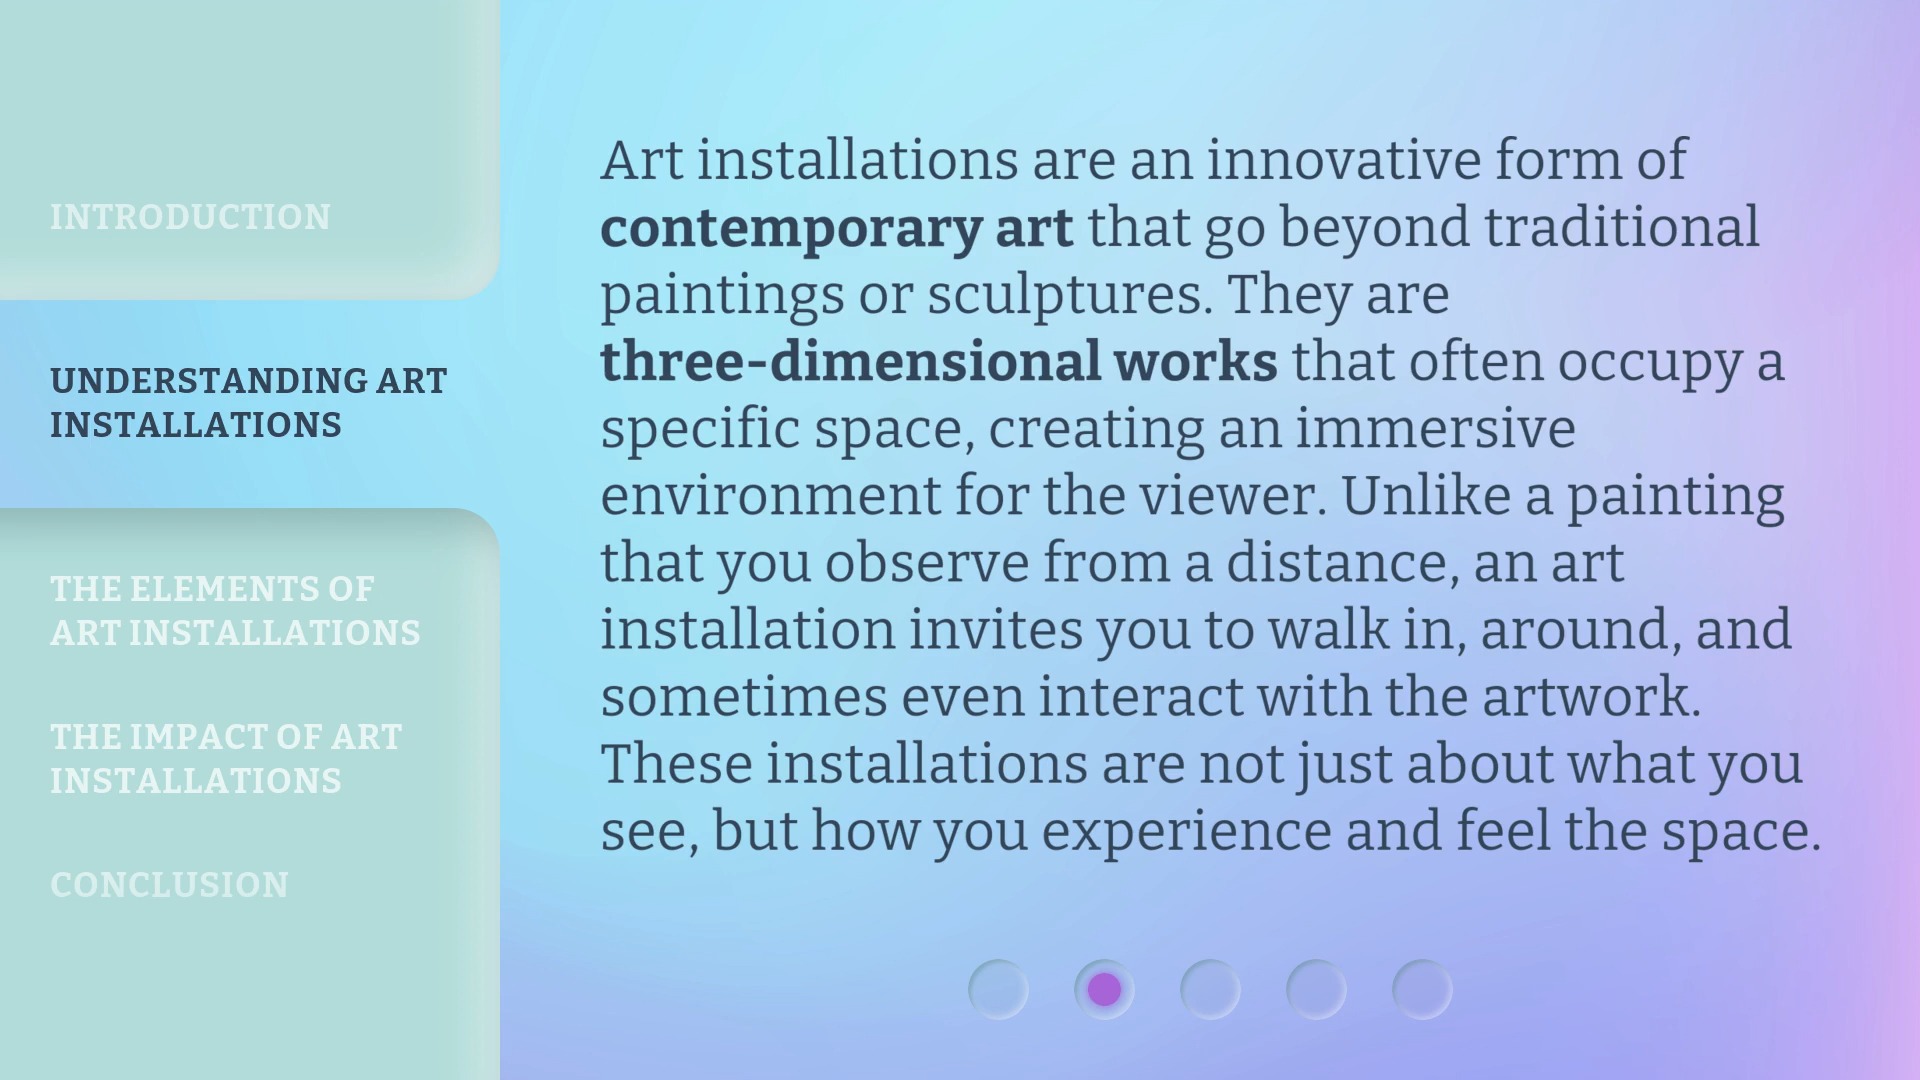 INTRODUCTION
UNDERSTANDING ART
INSTALLATIONS
THE ELEMENTS OF
ART INSTALLATIONS
THE IMPACT OF ART
INSTALLATIONS
CONCLUSION
Art installations are an innovative form of
contemporary art that go beyond traditional
paintings or sculptures. They are
three-dimensional works that often occupy a
specific space, creating an immersive
environment for the viewer. Unlike a painting
that you observe from a distance, an art
installation invites you to walk in, around, and
sometimes even interact with the artwork.
These installations are not just about what you
see, but how you experience and feel the space.